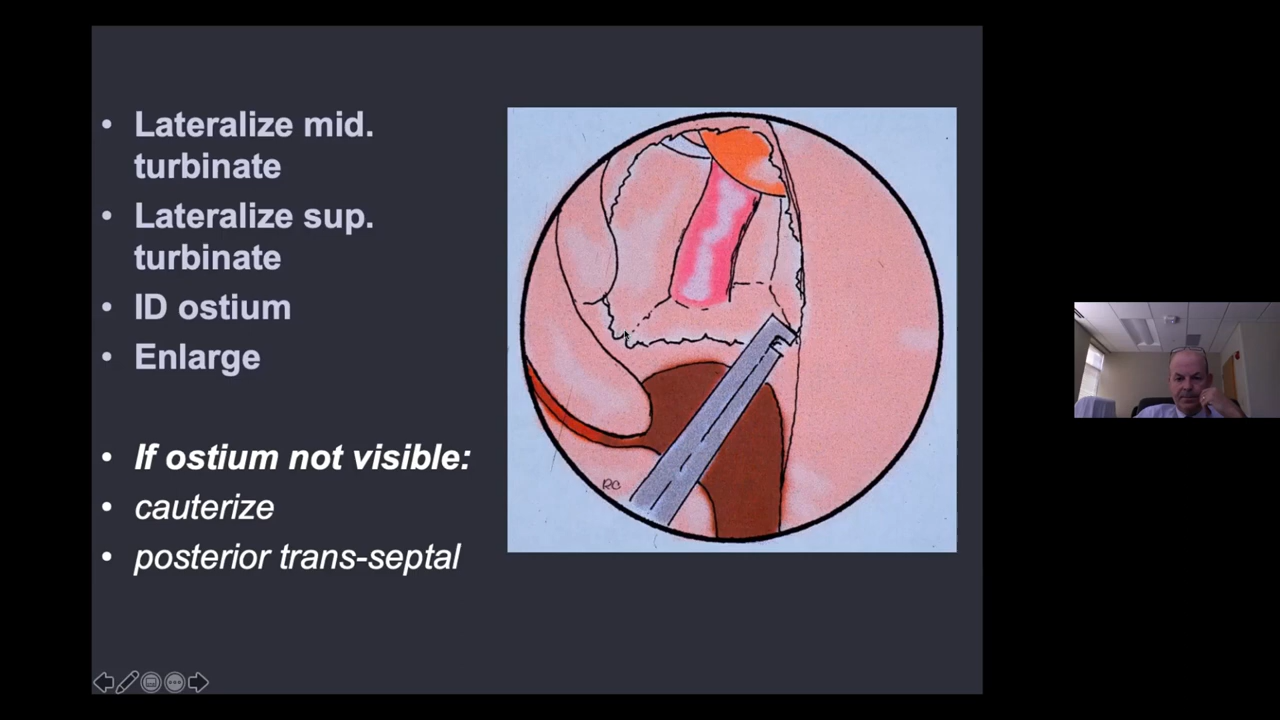 • Lateralize mid.
turbinate
• Lateralize sup.
turbinate
• ID ostium
• Enlarge
• If ostium not visible:
• cauterize
• posterior trans-septal
RC